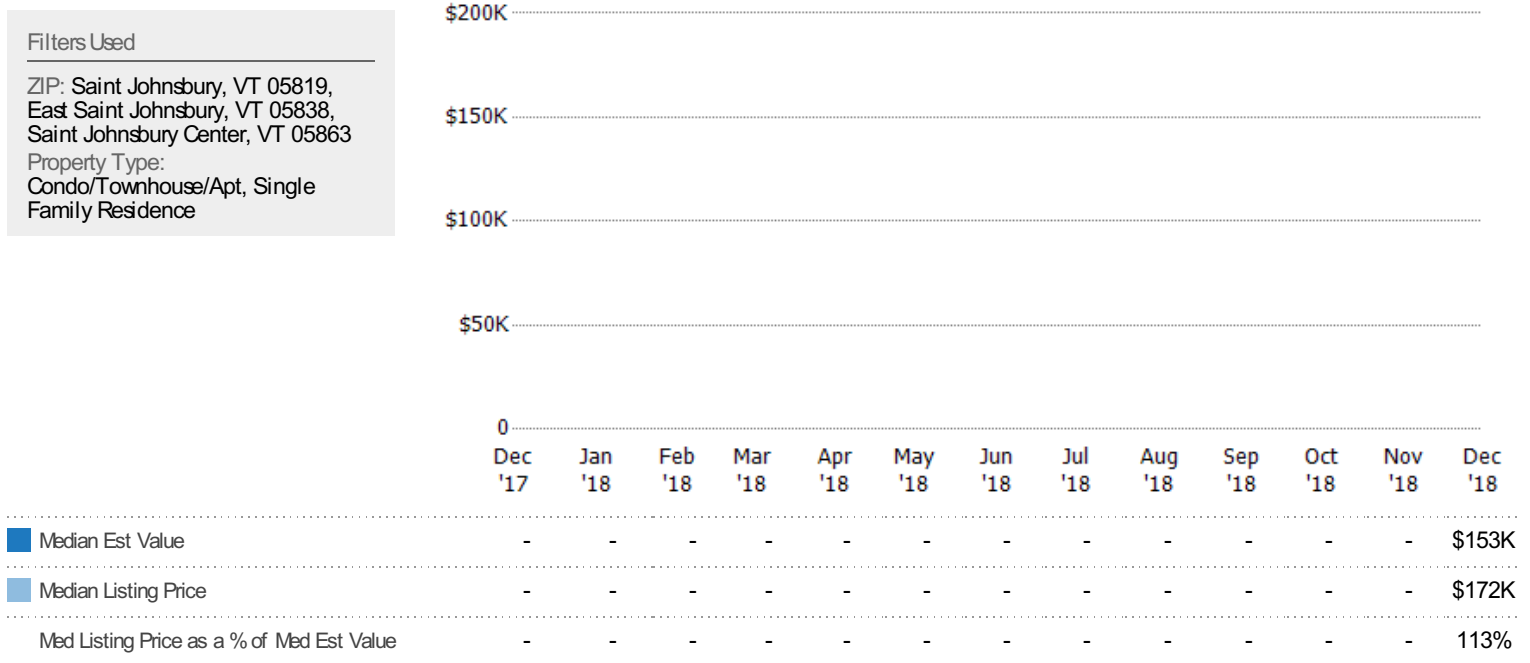 Filters Used
ZIP: Saint Johnsbury, VT 05819,
East Saint Johnsbury, VT 05838,
Saint Johnsbury Center, VT 05863
Property Type:
Condo/Townhouse/Apt, Single
Family Residence
$200K
$150K
$100K
$50K
0
Dec Jan Feb Mar Apr May Jun Jul Aug Sep Oct Nov Dec
'17 '18 '18 '18 '18 '18 '18 '18 '18 '18 '18 '18 '18
Median Est Value - - - - - - - - - - - - $153K
Median Listing Price - - - - - - - - - - - - $172K
Med Listing Price as a % of Med Est Value - - - - - - - - - - - - 113%